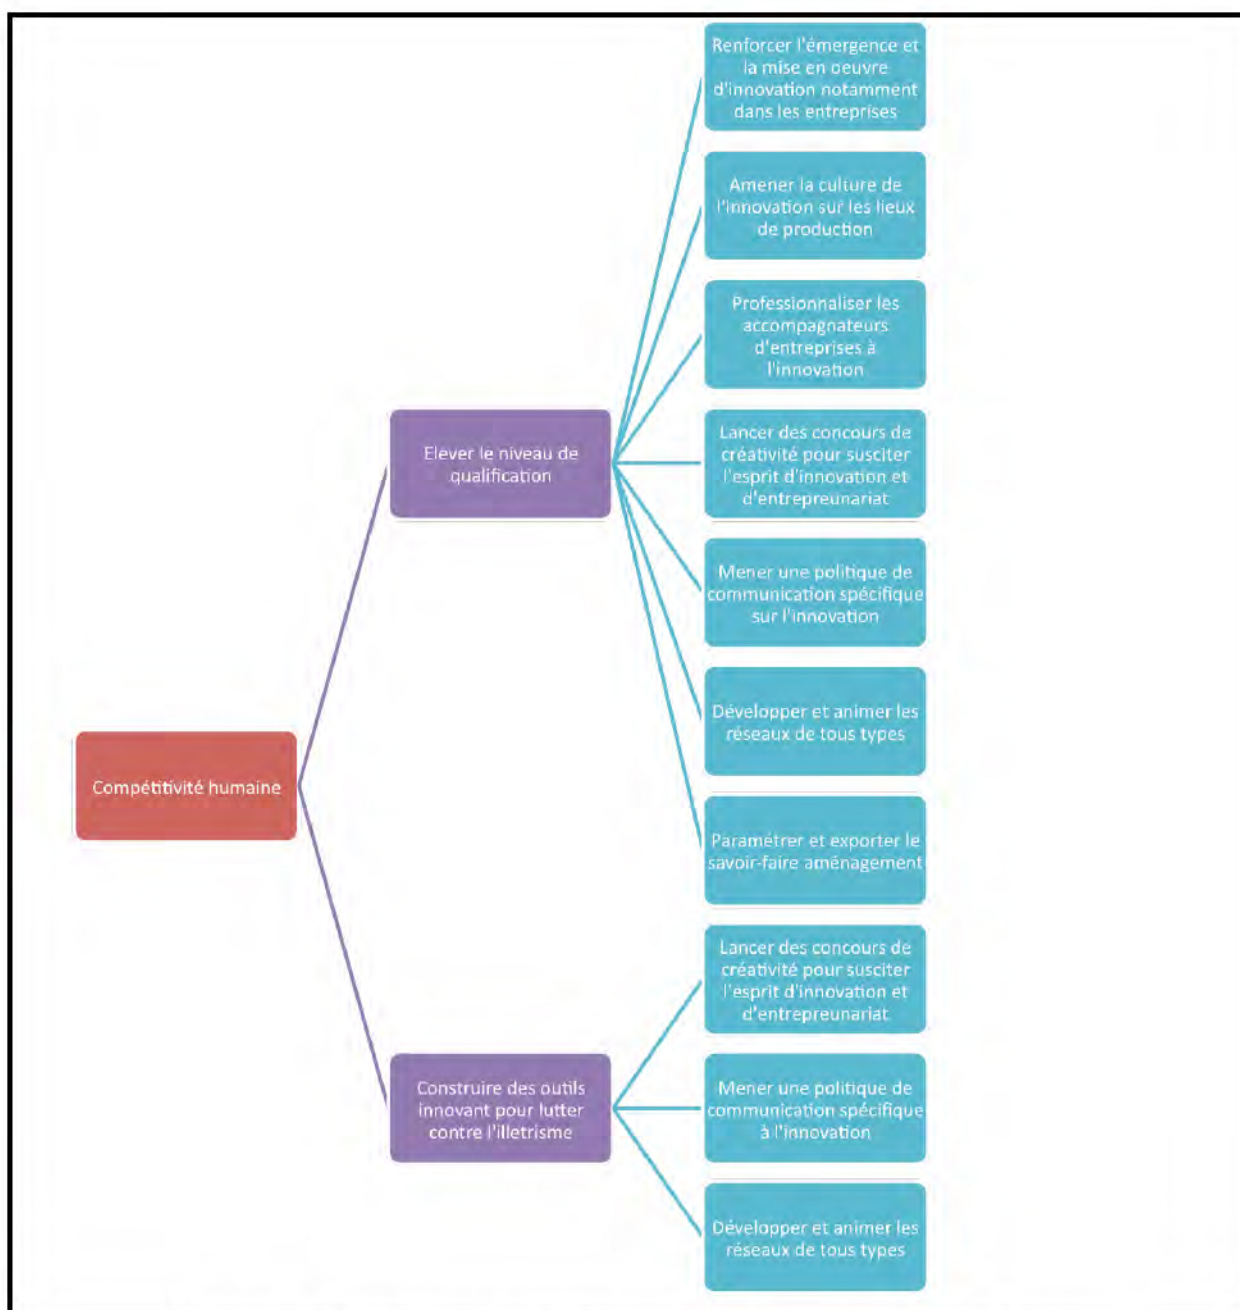 Renforcer l'émergence et
la mise en oeuvre
d'innovation notamment
dans les entreprises
Amener la culture de
l'innovation sur les lieux
de production
Professionnaliser les
accompagnateurs
d'entreprises à
l'innovation
Elever le niveau de
qualification
Lancer des concours de
créativité pour susciter
l'esprit d'innovation et
d'entrepreunariat
Mener une politique de
communication spécifique
sur l'innovation
Développer et animer les
réseaux de tous types
Compétitivité humaine
Paramétrer et exporter le
savoir-faire aménagement
Lancer des concours de
créativité pour susciter
l'esprit d'innovation et
d'entrepreunariat
Construire des outils
innovant pour lutter
contre l'illetrisme
Mener une politique de
communication spécifique
à l'innovation
Développer et animer les
réseaux de tous types